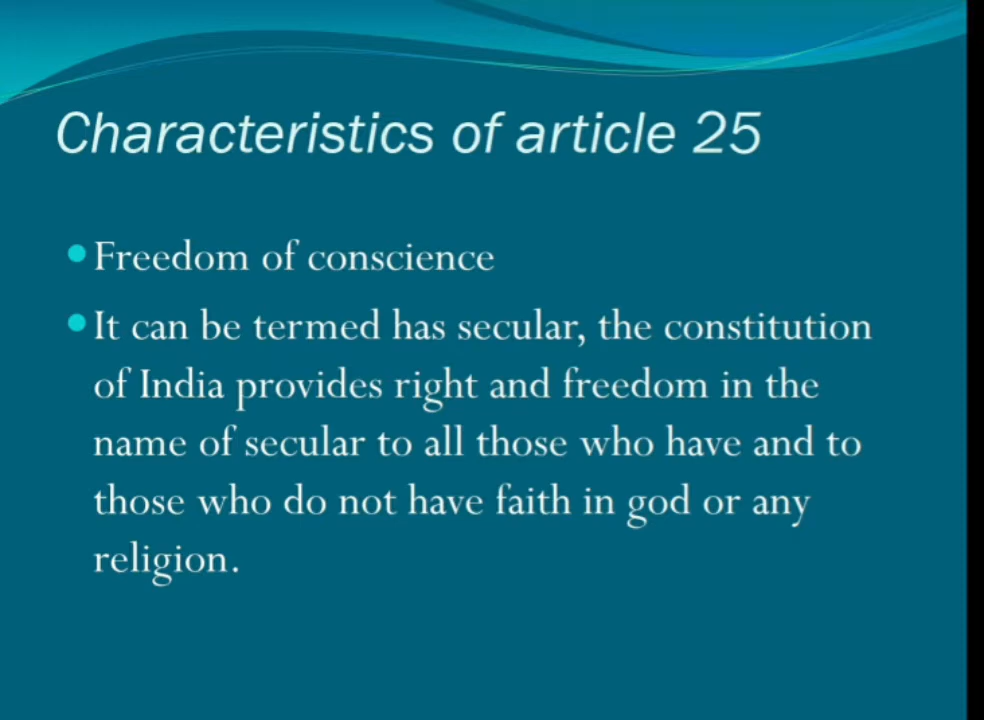 Characteristics of article 25
Freedom of conscience
It can be termed has secular, the constitution
of India provides right and freedom in the
name of secular to all those who have and to
those who do not have faith in god or any
religion.